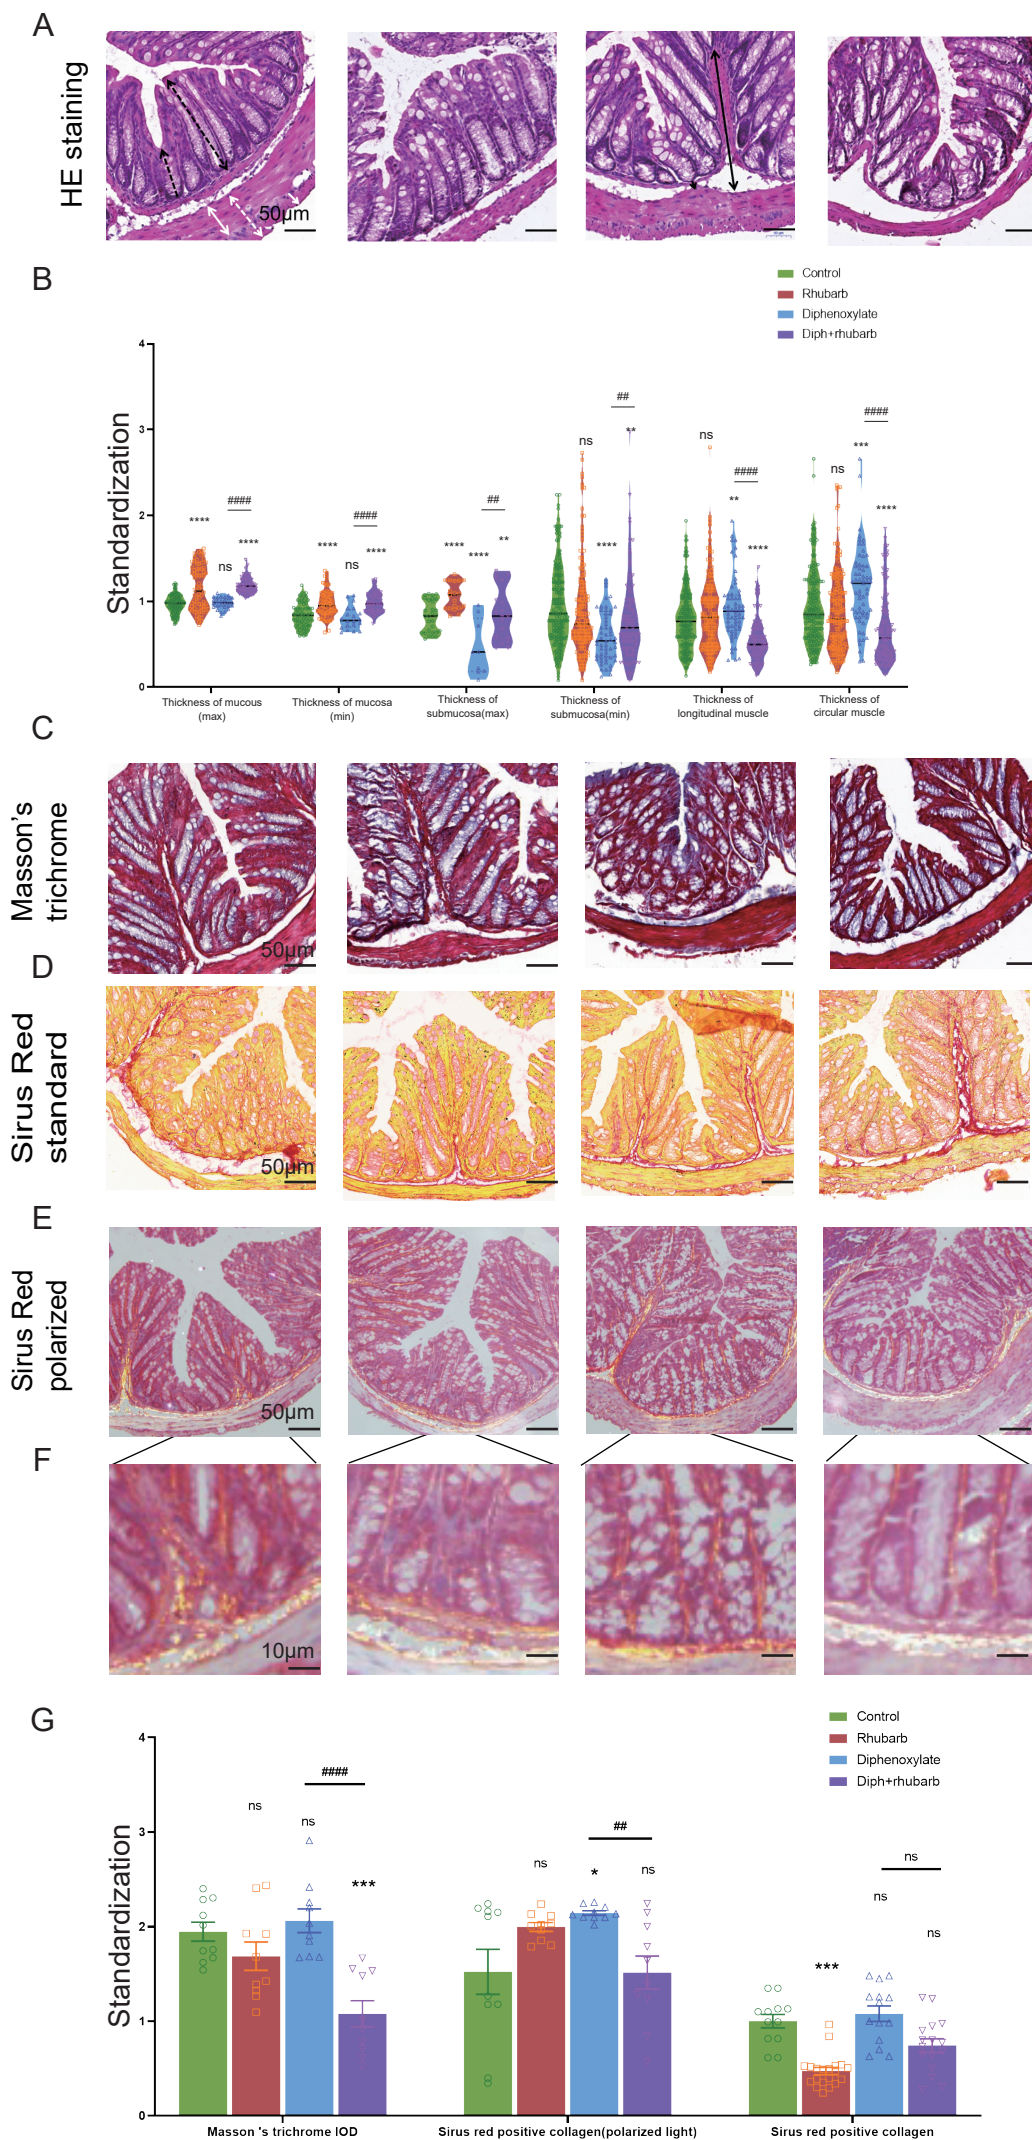 A
HE staining
50μm
B
Control
Rhubarb
Diphenoxylate
Diph+rhubarb
Standardization
4
3
2
1
0
****
ns
####
****
****
ns
####
****
****
****
##
**
ns
****
##
**
ns
**
####
****
ns
***
####
****
Thickness of mucous
(max)
Thickness of mucosa
(min)
Thickness of
submucosa(max)
Thickness of
submucosa(min)
Thickness of
longitudinal muscle
Thickness of
circular muscle
C
Masson's
trichrome
50μm
D
Sirus Red
standard
50μm
E
Sirus Red
polarized
50μm
F
10μm
G
Control
Rhubarb
Diphenoxylate
Diph+rhubarb
Standardization
4
3
2
1
0
ns
ns
####
***
ns
*
##
ns
***
ns
ns
ns
Masson 's trichrome IOD
Sirus red positive collagen(polarized light)
Sirus red positive collagen